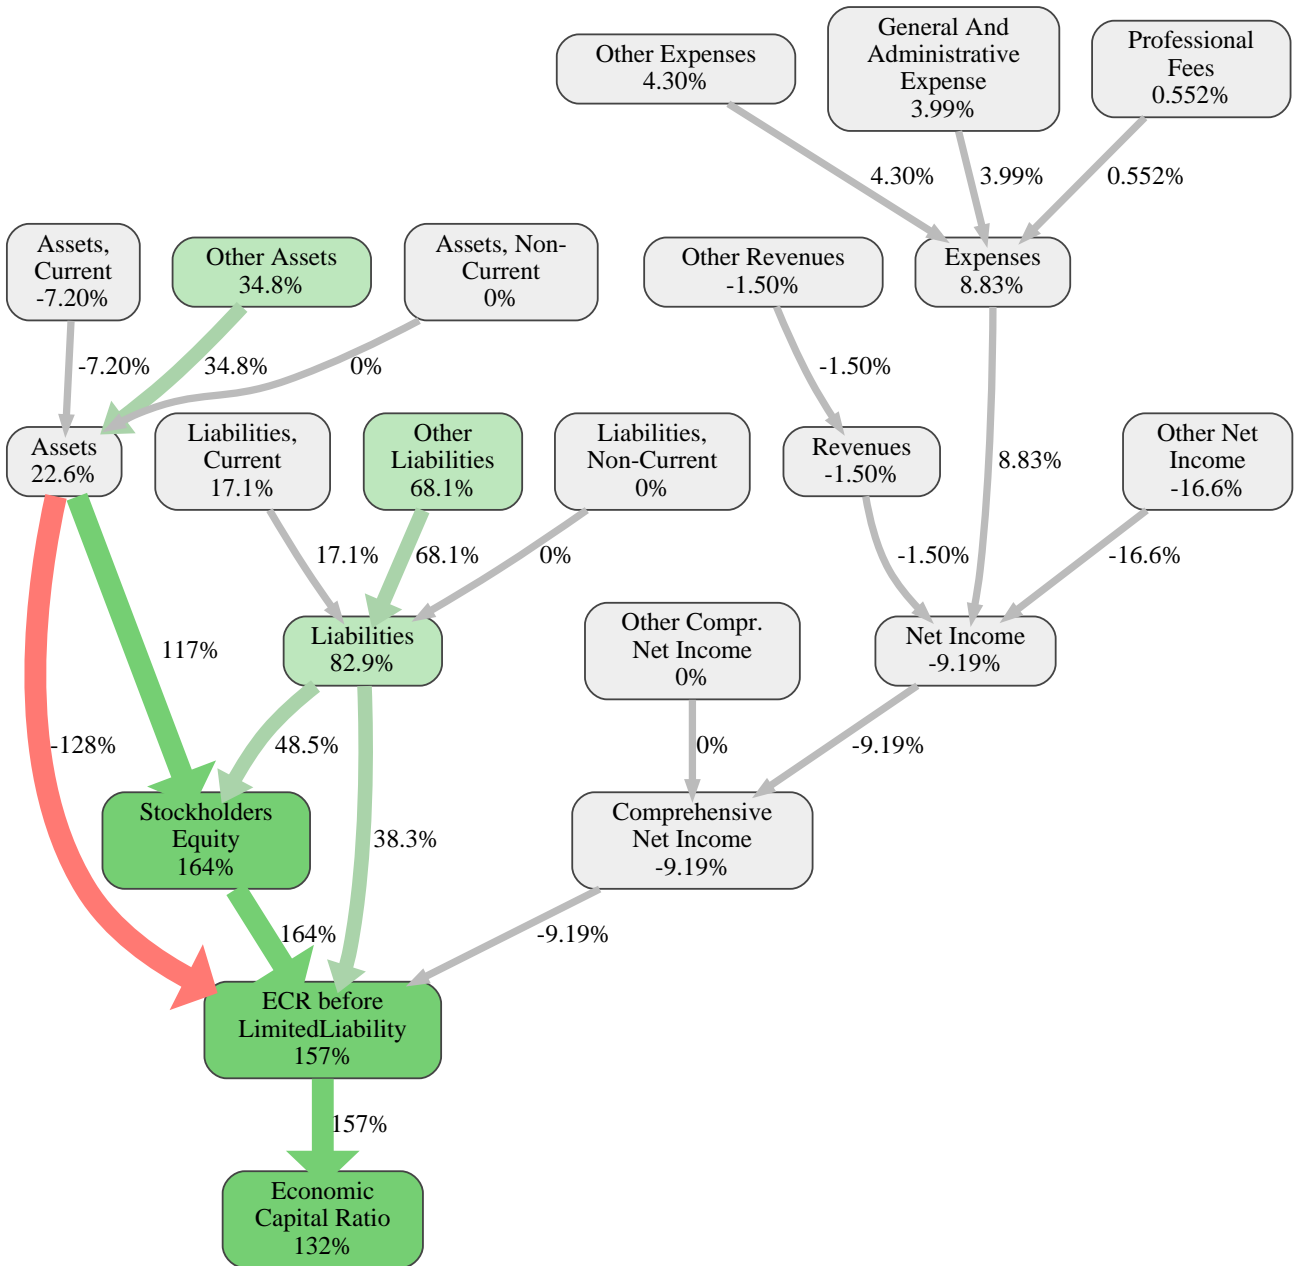 Other Expenses
4.30%
General And
Administrative
Expense
3.99%
Professional
Fees
0.552%
4.30%
3.99%
0.552%
Assets,
Current
-7.20%
Other Assets
34.8%
Assets, Non-
Current
0%
Other Revenues
-1.50%
Expenses
8.83%
-7.20%
34.8%
0%
-1.50%
8.83%
Assets
22.6%
Liabilities,
Current
17.1%
Other
Liabilities
68.1%
Liabilities,
Non-Current
0%
Revenues
-1.50%
Other Net
Income
-16.6%
17.1%
68.1%
0%
-1.50%
-16.6%
117%
-128%
Liabilities
82.9%
Other Compr.
Net Income
0%
Net Income
-9.19%
48.5%
38.3%
0%
-9.19%
Stockholders
Equity
164%
Comprehensive
Net Income
-9.19%
164%
-9.19%
ECR before
LimitedLiability
157%
157%
Economic
Capital Ratio
132%